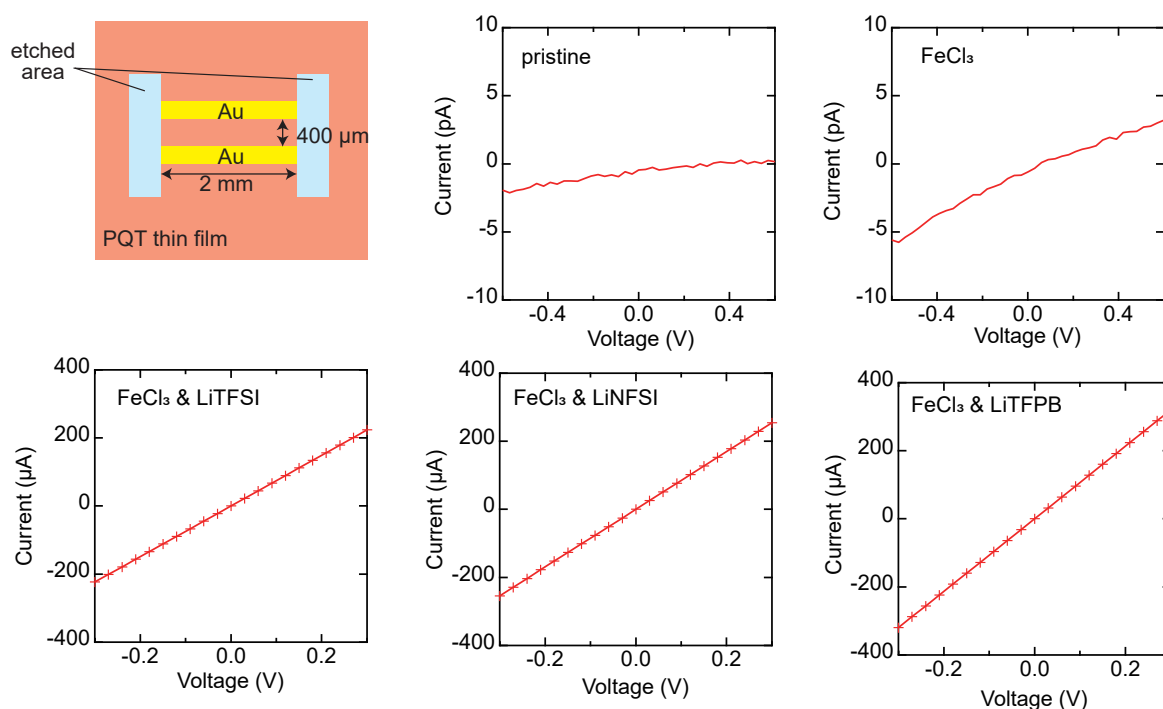 etched
area
Au
400 µm
Au
2 mm
PQT thin film
pristine
10
5
0
-5
-10
Current (pA)
-0.4
0.0
0.4
Voltage (V)
FeCl₃
10
5
0
-5
-10
Current (pA)
-0.4
0.0
0.4
Voltage (V)
FeCl₃ & LiTFSI
400
200
0
-200
-400
Current (µA)
-0.2
0.0
0.2
Voltage (V)
FeCl₃ & LiNFSI
400
200
0
-200
-400
Current (µA)
-0.2
0.0
0.2
Voltage (V)
FeCl₃ & LiTFPB
400
200
0
-200
-400
Current (µA)
-0.2
0.0
0.2
Voltage (V)